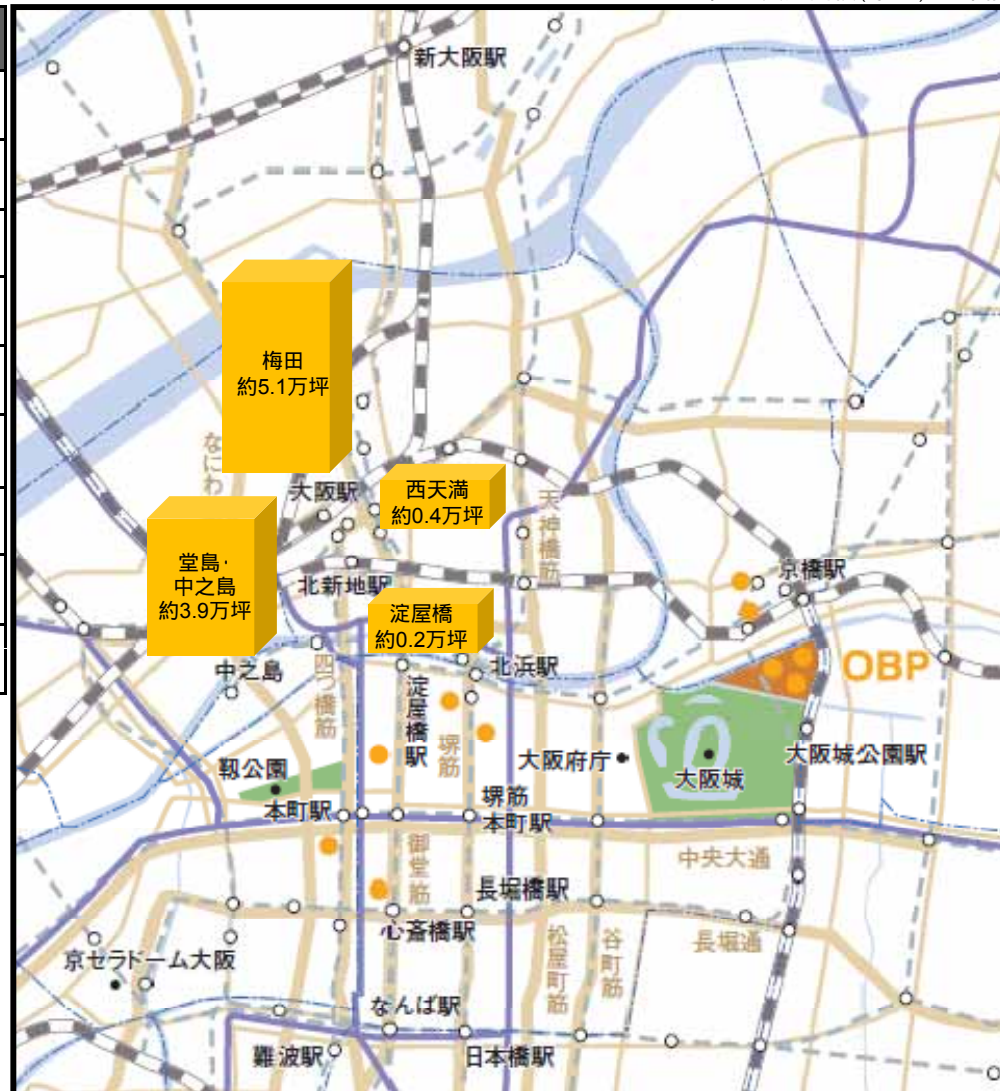 新大阪駅
梅田
約5.1万坪
なにわ
大阪駅
西天満
約0.4万坪
天神橋筋
堂島・
中之島
約3.9万坪
北新地駅
京橋駅
淀屋橋
約0.2万坪
OBP
中之島
四つ橋筋
淀屋橋駅
北浜駅
堺筋
大阪府庁
大阪城
大阪城公園駅
靱公園
本町駅
堺筋
本町駅
御堂筋
中央大通
長堀橋駅
心斎橋駅
松屋町筋
谷町筋
長堀通
京セラドーム大阪
なんば駅
難波駅
日本橋駅